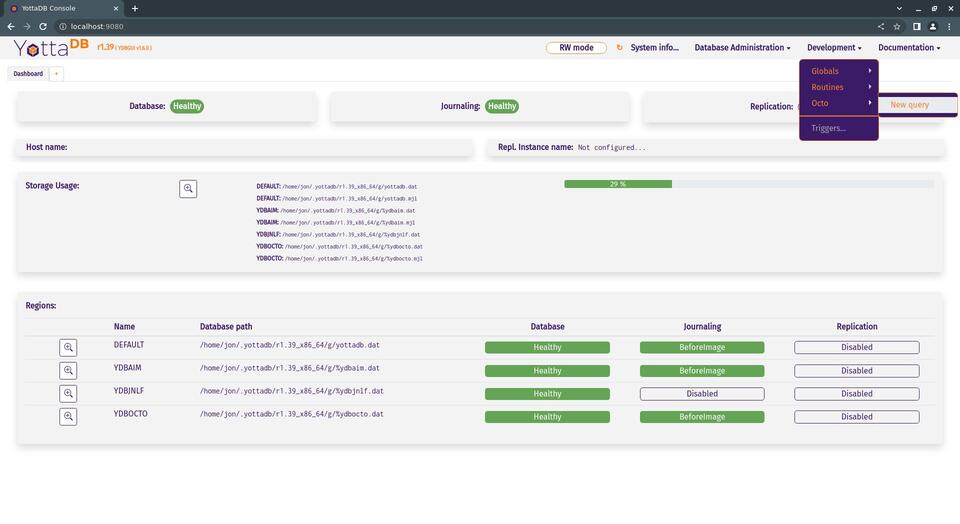 YottaDB Console
localhost:9080
YottaDB r1.39 (YDBGUI v1.6.0) RW mode System info... Database Administration Development Documentation
Dashboard +
Globals
Routines
Octo
New query
Triggers...
Database: Healthy Journaling: Healthy Replication:
Host name: Repl. Instance name: Not configured...
Storage Usage:
DEFAULT: /home/jon/.yottadb/r1.39_x86_64/g/yottadb.dat 29 %
DEFAULT: /home/jon/.yottadb/r1.39_x86_64/g/yottadb.mjl
YDBAIM: /home/jon/.yottadb/r1.39_x86_64/g/%ydbaim.dat
YDBAIM: /home/jon/.yottadb/r1.39_x86_64/g/%ydbaim.mjl
YDBJNLF: /home/jon/.yottadb/r1.39_x86_64/g/%ydbjnlf.dat
YDBOCTO: /home/jon/.yottadb/r1.39_x86_64/g/%ydbocto.dat
YDBOCTO: /home/jon/.yottadb/r1.39_x86_64/g/%ydbocto.mjl
Regions:
Name Database path Database Journaling Replication
DEFAULT /home/jon/.yottadb/r1.39_x86_64/g/yottadb.dat Healthy BeforeImage Disabled
YDBAIM /home/jon/.yottadb/r1.39_x86_64/g/%ydbaim.dat Healthy BeforeImage Disabled
YDBJNLF /home/jon/.yottadb/r1.39_x86_64/g/%ydbjnlf.dat Healthy Disabled Disabled
YDBOCTO /home/jon/.yottadb/r1.39_x86_64/g/%ydbocto.dat Healthy BeforeImage Disabled